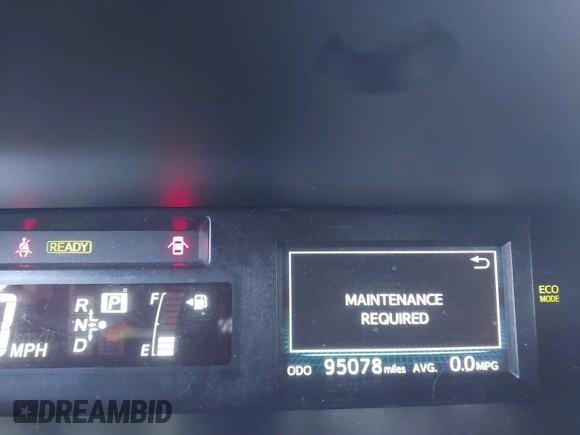 READY
MAINTENANCE
REQUIRED
ECO
MODE
R
P
N
D
F
E
MPH
ODO 95078 miles AVG. 0.0 MPG
DREAMBID